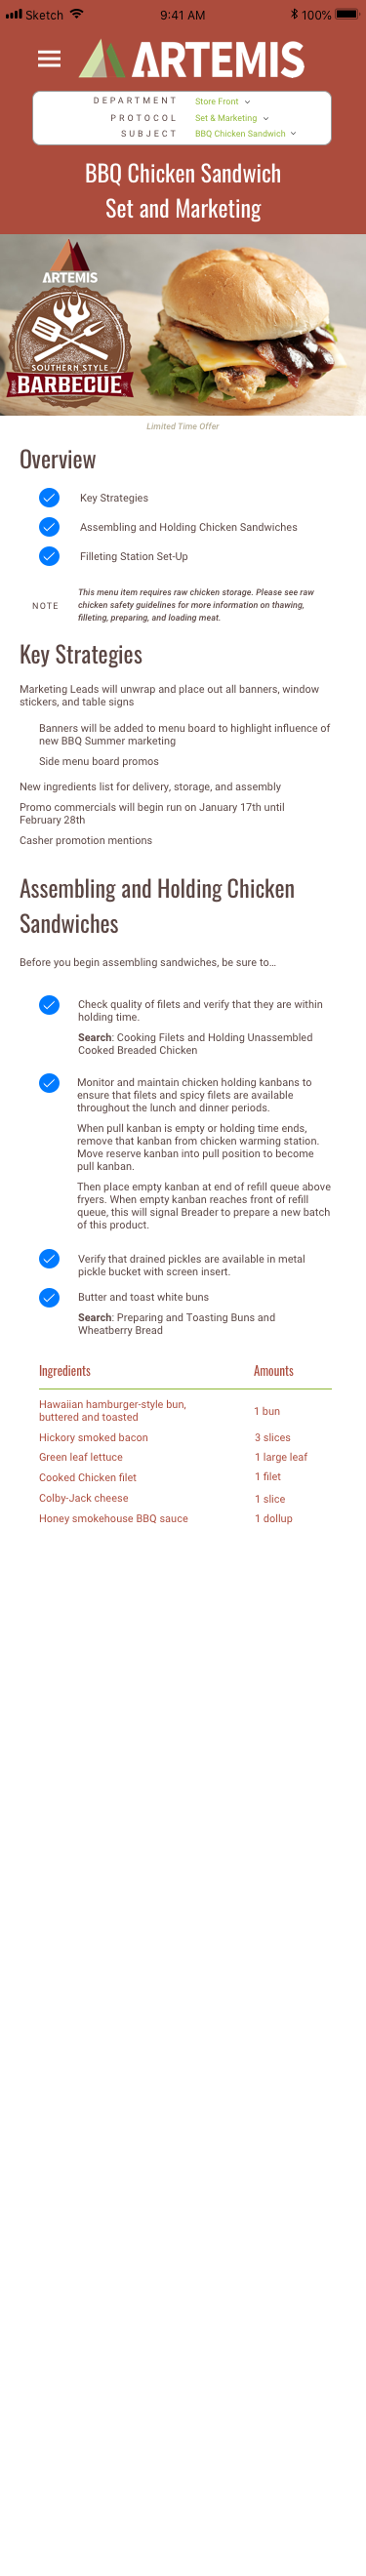 Sketch 9:41 AM 100%
ARTEMIS
DEPARTMENT Store Front
PROTOCOL Set & Marketing
SUBJECT BBQ Chicken Sandwich
BBQ Chicken Sandwich
Set and Marketing
ARTEMIS
SOUTHERN STYLE
BARBECUE
Limited Time Offer
Overview
Key Strategies
Assembling and Holding Chicken Sandwiches
Filleting Station Set-Up
NOTE
This menu item requires raw chicken storage. Please see raw
chicken safety guidelines for more information on thawing,
filleting, preparing, and loading meat.
Key Strategies
Marketing Leads will unwrap and place out all banners, window
stickers, and table signs
Banners will be added to menu board to highlight influence of
new BBQ Summer marketing
Side menu board promos
New ingredients list for delivery, storage, and assembly
Promo commercials will begin run on January 17th until
February 28th
Casher promotion mentions
Assembling and Holding Chicken
Sandwiches
Before you begin assembling sandwiches, be sure to…
Check quality of filets and verify that they are within
holding time.
Search: Cooking Filets and Holding Unassembled
Cooked Breaded Chicken
Monitor and maintain chicken holding kanbans to
ensure that filets and spicy filets are available
throughout the lunch and dinner periods.
When pull kanban is empty or holding time ends,
remove that kanban from chicken warming station.
Move reserve kanban into pull position to become
pull kanban.
Then place empty kanban at end of refill queue above
fryers. When empty kanban reaches front of refill
queue, this will signal Breader to prepare a new batch
of this product.
Verify that drained pickles are available in metal
pickle bucket with screen insert.
Butter and toast white buns
Search: Preparing and Toasting Buns and
Wheatberry Bread
Ingredients Amounts
Hawaiian hamburger-style bun,
buttered and toasted 1 bun
Hickory smoked bacon 3 slices
Green leaf lettuce 1 large leaf
Cooked Chicken filet 1 filet
Colby-Jack cheese 1 slice
Honey smokehouse BBQ sauce 1 dollup